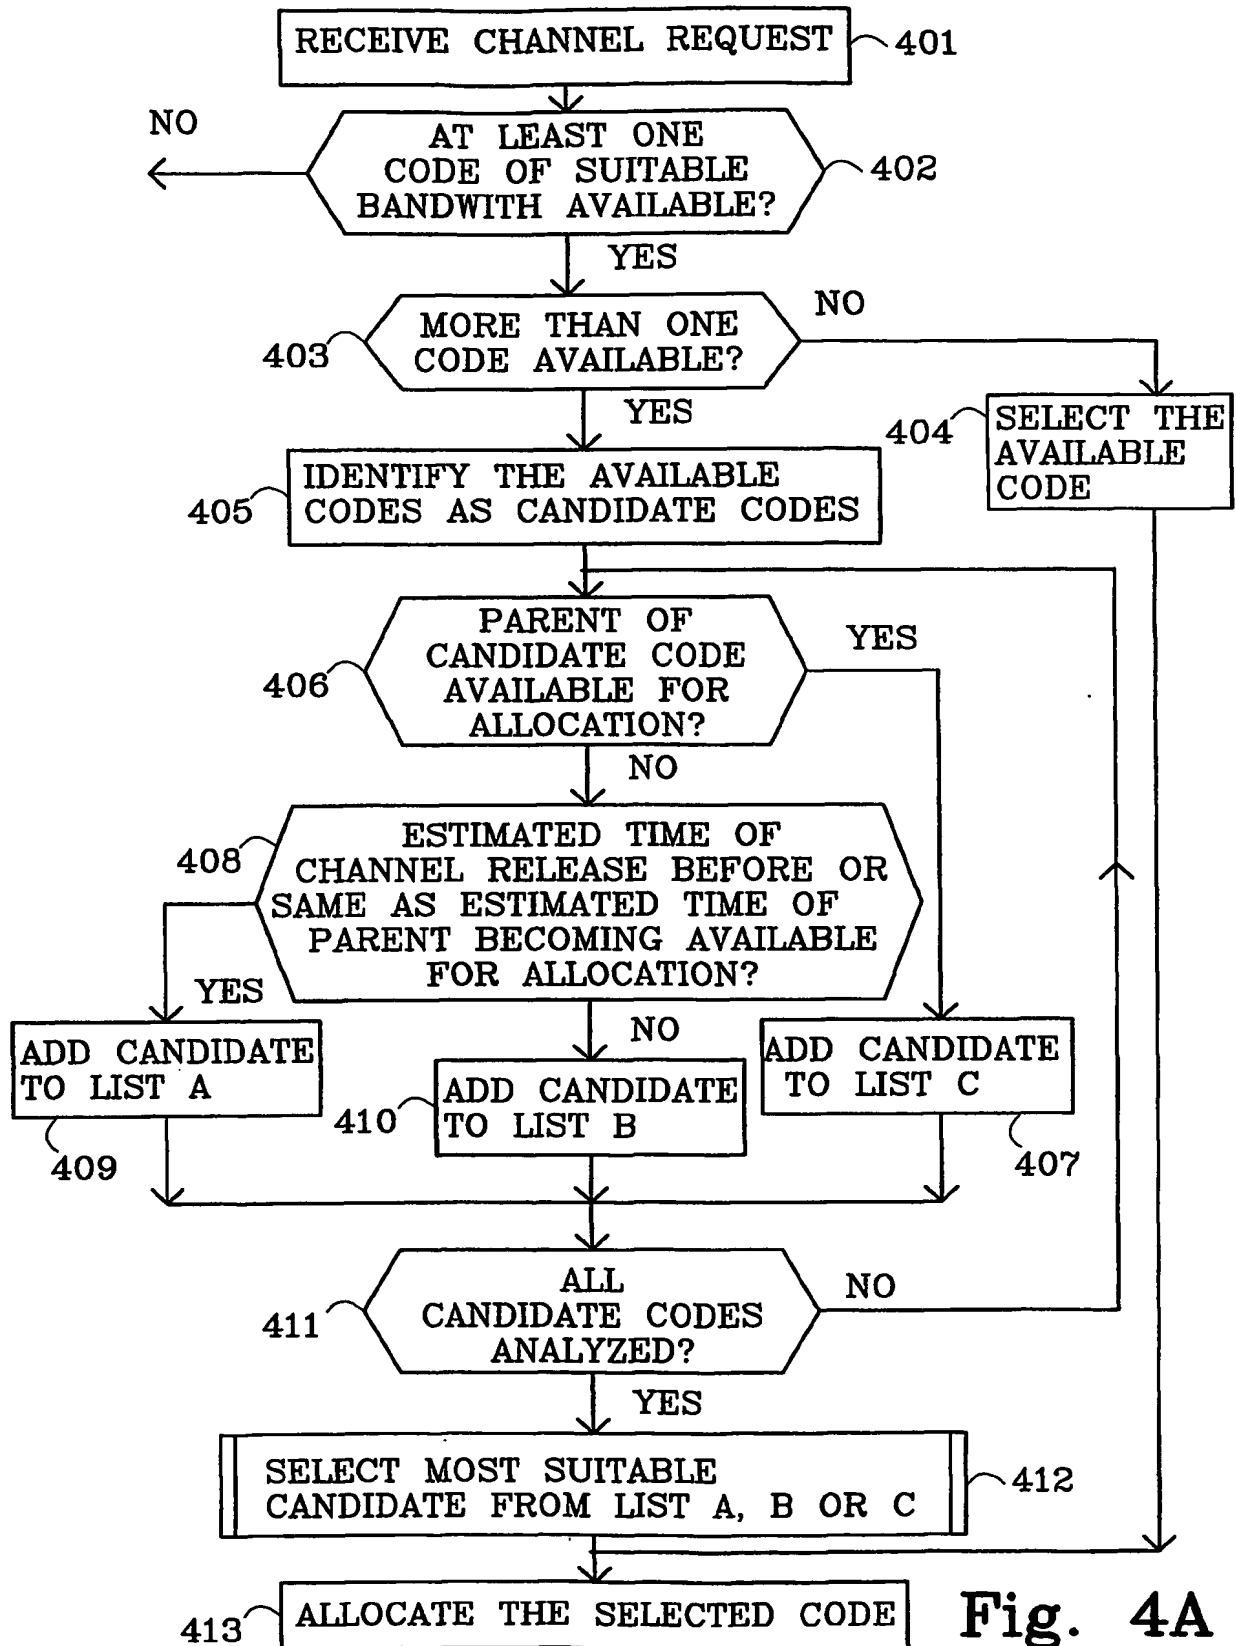 RECEIVE CHANNEL REQUEST
401
NO
AT LEAST ONE
CODE OF SUITABLE
BANDWITH AVAILABLE?
402
YES
MORE THAN ONE
CODE AVAILABLE?
403
NO
YES
404
SELECT THE
AVAILABLE
CODE
405
IDENTIFY THE AVAILABLE
CODES AS CANDIDATE CODES
PARENT OF
CANDIDATE CODE
AVAILABLE FOR
ALLOCATION?
406
YES
NO
408
ESTIMATED TIME OF
CHANNEL RELEASE BEFORE OR
SAME AS ESTIMATED TIME OF
PARENT BECOMING AVAILABLE
FOR ALLOCATION?
YES
NO
ADD CANDIDATE
TO LIST A
409
410
ADD CANDIDATE
TO LIST B
ADD CANDIDATE
TO LIST C
407
ALL
CANDIDATE CODES
ANALYZED?
411
NO
YES
SELECT MOST SUITABLE
CANDIDATE FROM LIST A, B OR C
412
413
ALLOCATE THE SELECTED CODE
Fig. 4A